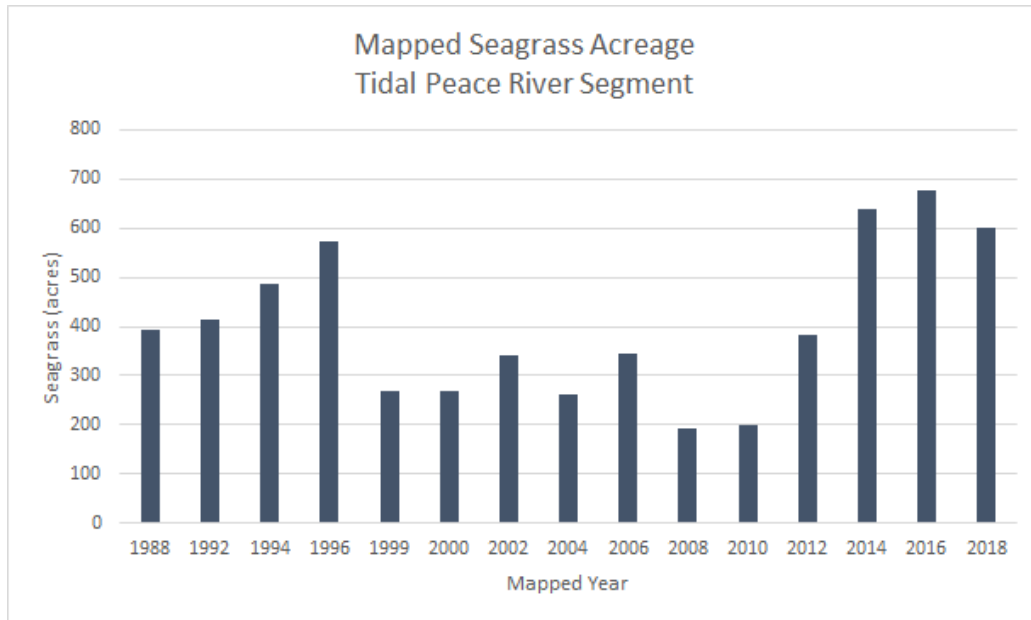 Mapped Seagrass Acreage
Tidal Peace River Segment
800
700
600
500
400
300
200
100
0
Seagrass (acres)
1988 1992 1994 1996 1999 2000 2002 2004 2006 2008 2010 2012 2014 2016 2018
Mapped Year